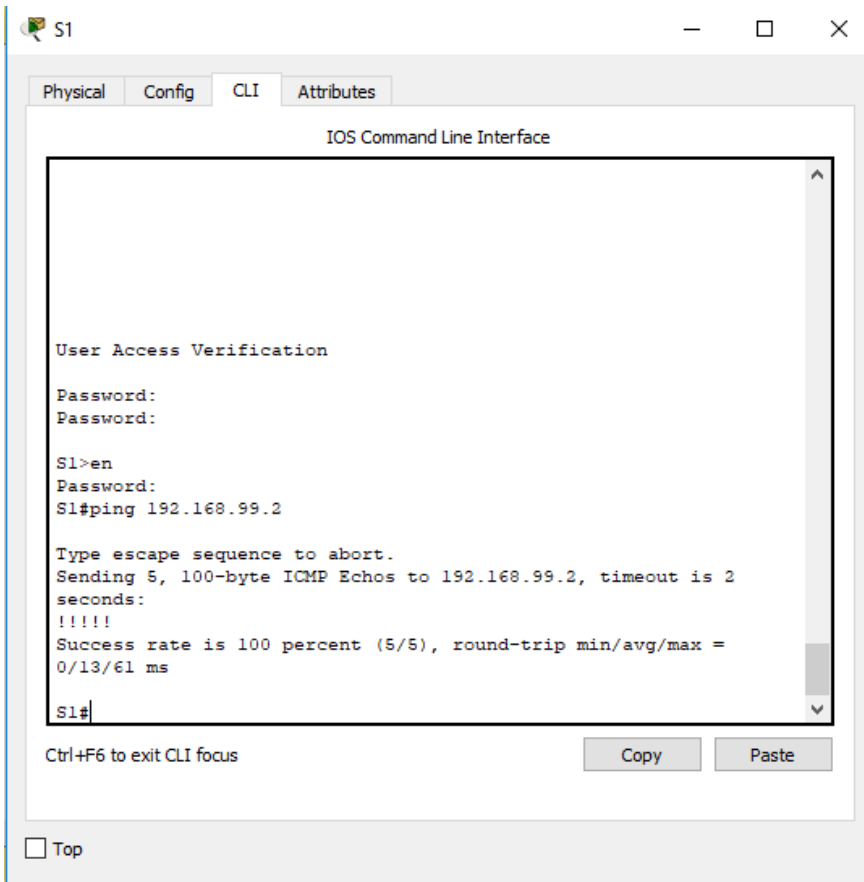 S1
Physical Config CLI Attributes
IOS Command Line Interface
User Access Verification
Password:
Password:
S1>en
Password:
S1#ping 192.168.99.2
Type escape sequence to abort.
Sending 5, 100-byte ICMP Echos to 192.168.99.2, timeout is 2
seconds:
!!!!!
Success rate is 100 percent (5/5), round-trip min/avg/max =
0/13/61 ms
S1#
Ctrl+F6 to exit CLI focus Copy Paste
Top